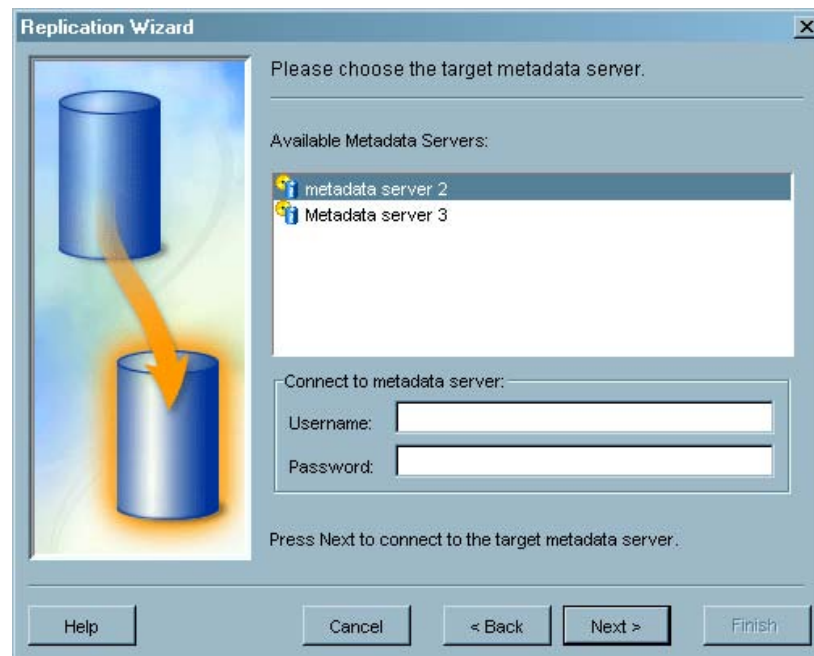 Replication Wizard
Please choose the target metadata server.
Available Metadata Servers:
metadata server 2
Metadata server 3
Connect to metadata server:
Username:
Password:
Press Next to connect to the target metadata server.
Help
Cancel
< Back
Next >
Finish